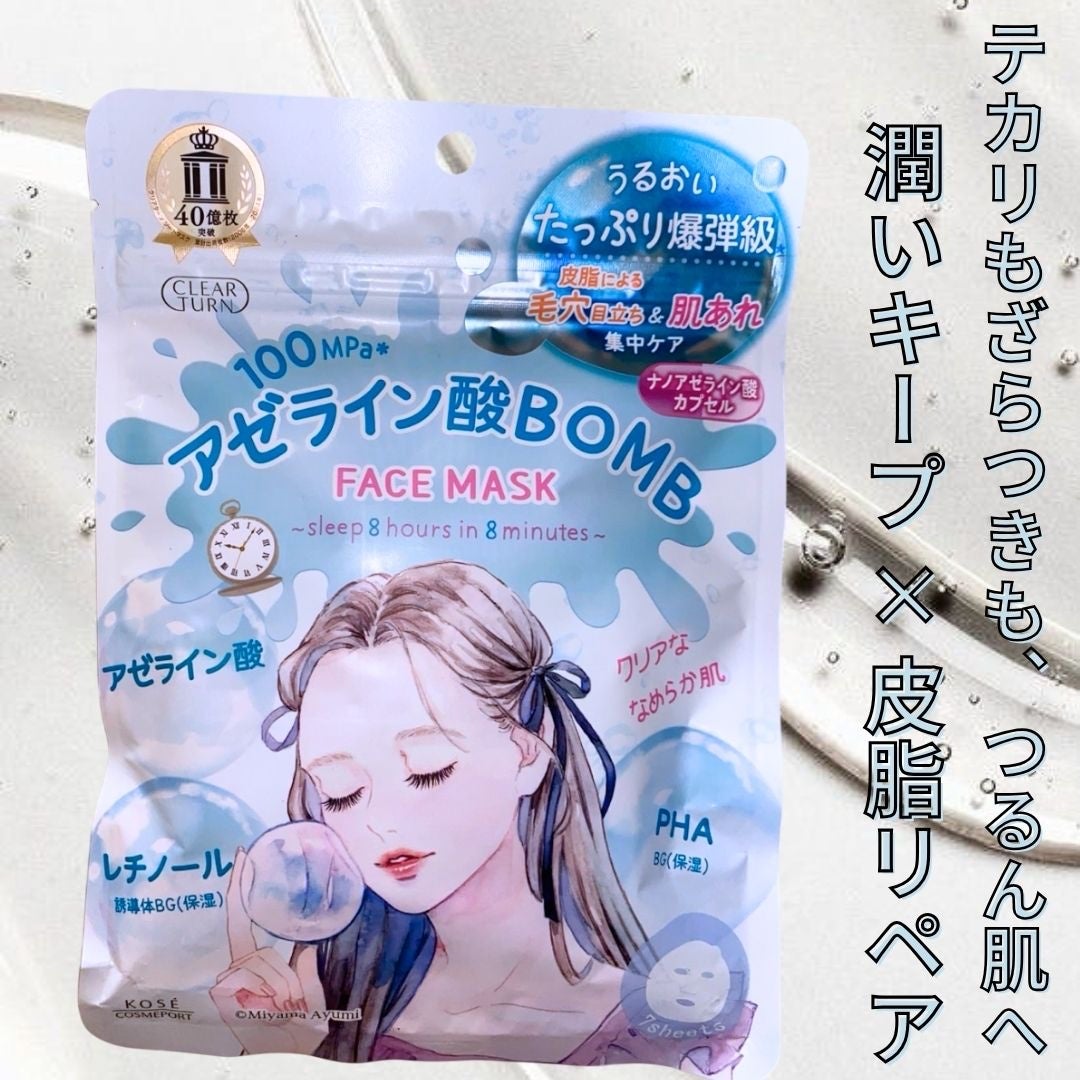 テカリもざらつきも、つるん肌へ
潤いキープ×皮脂リペア
40億枚
突破
CLEAR
TURN
うるおい
たっぷり爆弾級
皮脂による
毛穴目立ち&肌あれ
集中ケア
ナノアゼライン酸
カプセル
100MPa*
アゼライン酸BOMB
FACE MASK
~sleep 8 hours in 8 minutes~
アゼライン酸
クリアな
なめらか肌
レチノール
誘導体BG(保湿)
PHA
BG(保湿)
KOSÉ
COSMEPORT
©Miyama Ayumi
7sheets